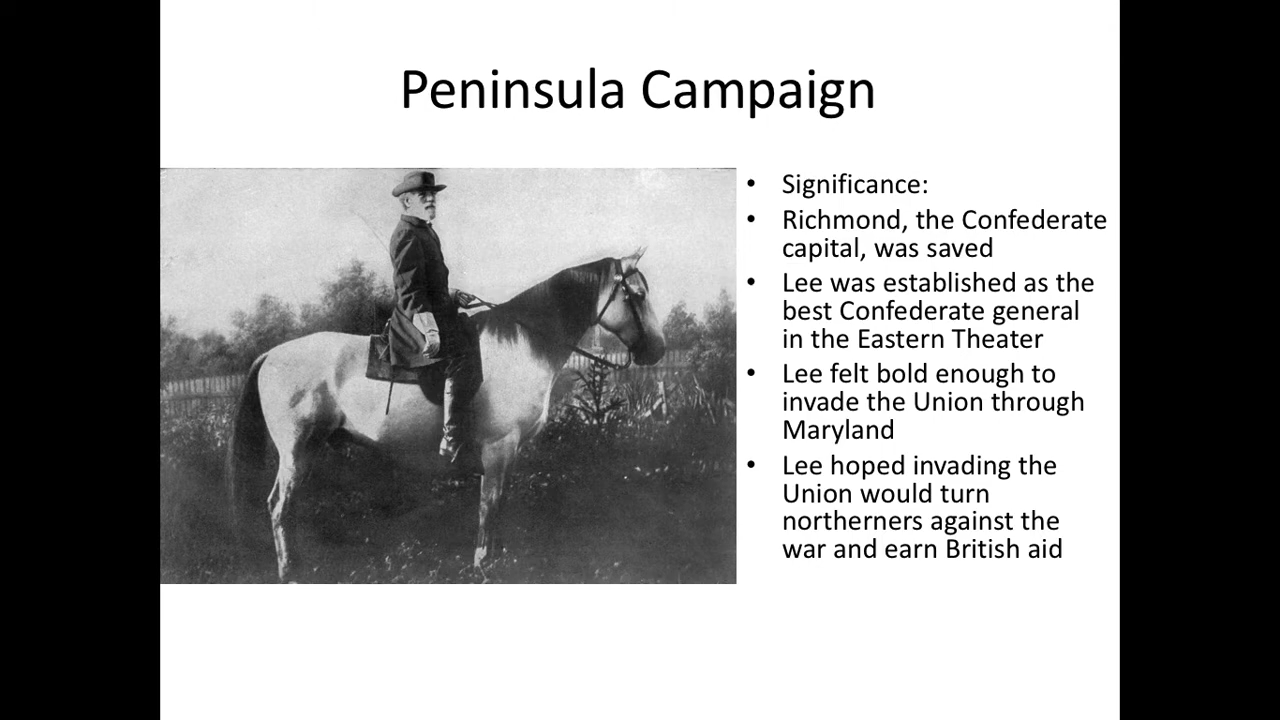 Peninsula Campaign
• Significance:
• Richmond, the Confederate
capital, was saved
• Lee was established as the
best Confederate general
in the Eastern Theater
• Lee felt bold enough to
invade the Union through
Maryland
• Lee hoped invading the
Union would turn
northerners against the
war and earn British aid